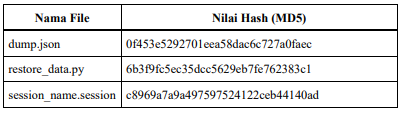 Nama File Nilai Hash (MD5)
dump.json 0f453e5292701eea58dac6c727a0faec
restore_data.py 6b3f9fc5ec35dcc5629eb7fe762383c1
session_name.session c8969a7a9a497597524122ceb44140ad